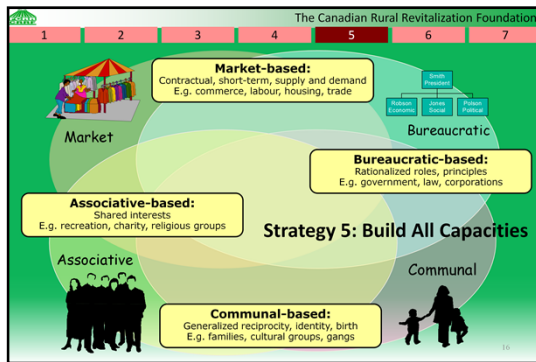 The Canadian Rural Revitalization Foundation
1 2 3 4 5 6 7
Market-based:
Contractual, short-term, supply and demand
E.g. commerce, labour, housing, trade
Smith
President
Robson
Economic
Jones
Social
Polson
Political
Market
Bureaucratic
Bureaucratic-based:
Rationalized roles, principles
E.g. government, law, corporations
Associative-based:
Shared interests
E.g. recreation, charity, religious groups
Strategy 5: Build All Capacities
Associative
Communal
Communal-based:
Generalized reciprocity, identity, birth
E.g. families, cultural groups, gangs
16